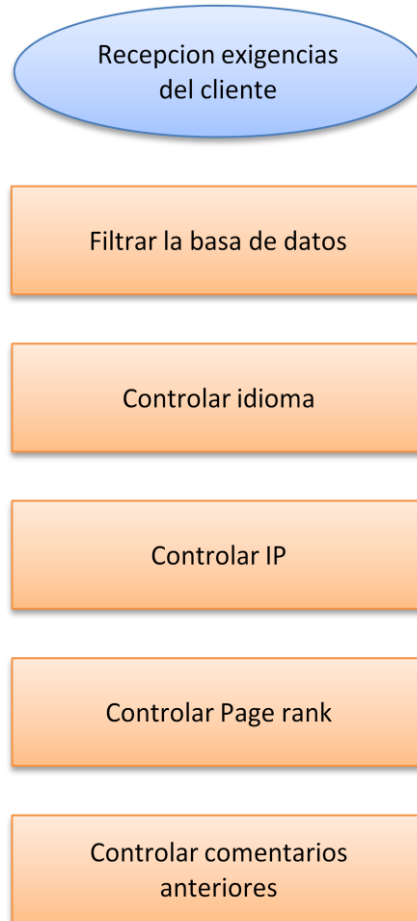 Recepcion exigencias
del cliente
Filtrar la basa de datos
Controlar idioma
Controlar IP
Controlar Page rank
Controlar comentarios
anteriores